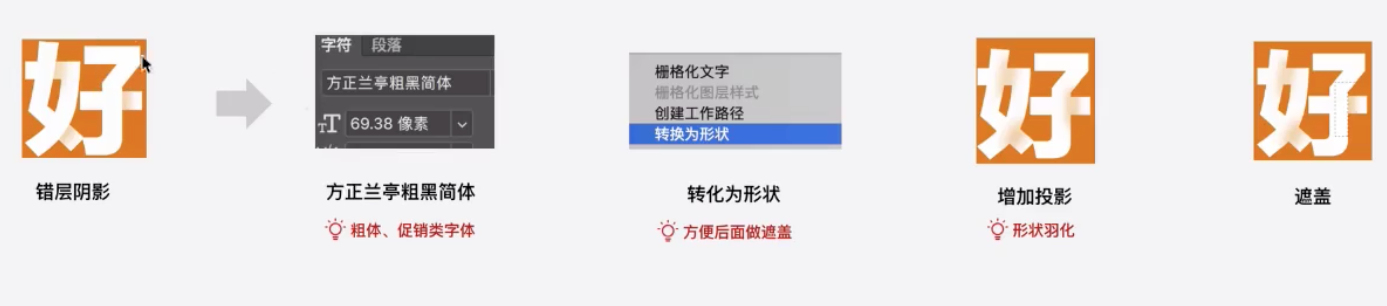 好
错层阴影
字符 段落
方正兰亭粗黑简体
69.38 像素
方正兰亭粗黑简体
粗体、促销类字体
栅格化文字
栅格化图层样式
创建工作路径
转换为形状
转化为形状
方便后面做遮盖
好
增加投影
形状羽化
好
遮盖